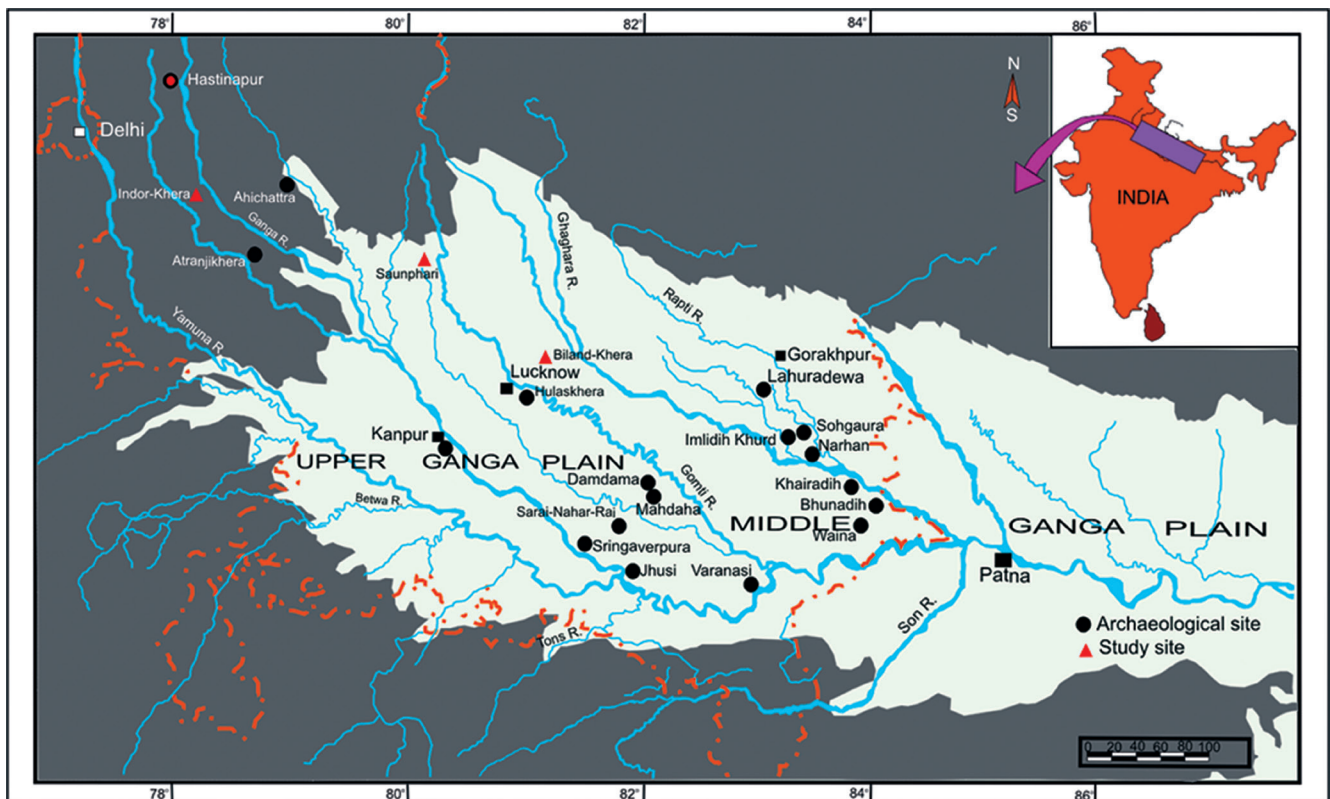 78° 80° 82° 84° 86°
Hastinapur
N
S
Delhi
Indor-Khera
Ahichattra
INDIA
Ganga R.
Ghaghara R.
Atranjikhera
Saunphari
Rapti R.
Yamuna R.
Biland-Khera
Gorakhpur
Lucknow
Lahuradewa
Hulaskhera
Kanpur
Sohgaura
Imlidih Khurd
Narhan
UPPER GANGA PLAIN
Damdama
Gomti R.
Khairadih
Betwa R.
Mahdaha
Bhunadih
Sarai-Nahar-Rai
MIDDLE GANGA PLAIN
Waina
Sringaverpura
Jhusi
Varanasi
Patna
Son R.
Archaeological site
Tons R.
Study site
0 20 40 60 80 100
78° 80° 82° 84° 86°